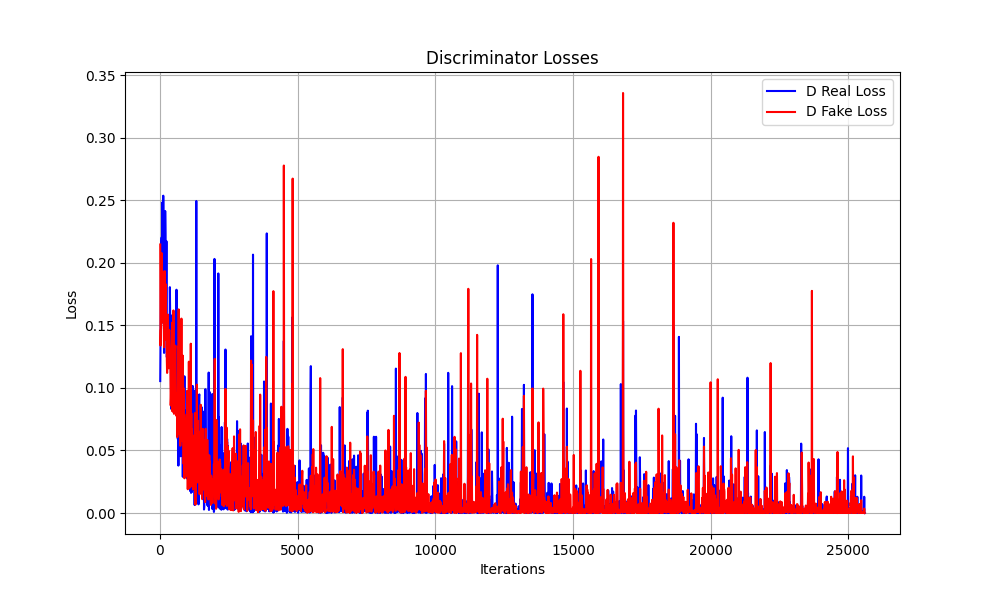 Discriminator Losses
D Real Loss
D Fake Loss
0.35
0.30
0.25
0.20
0.15
0.10
0.05
0.00
Loss
0 5000 10000 15000 20000 25000
Iterations